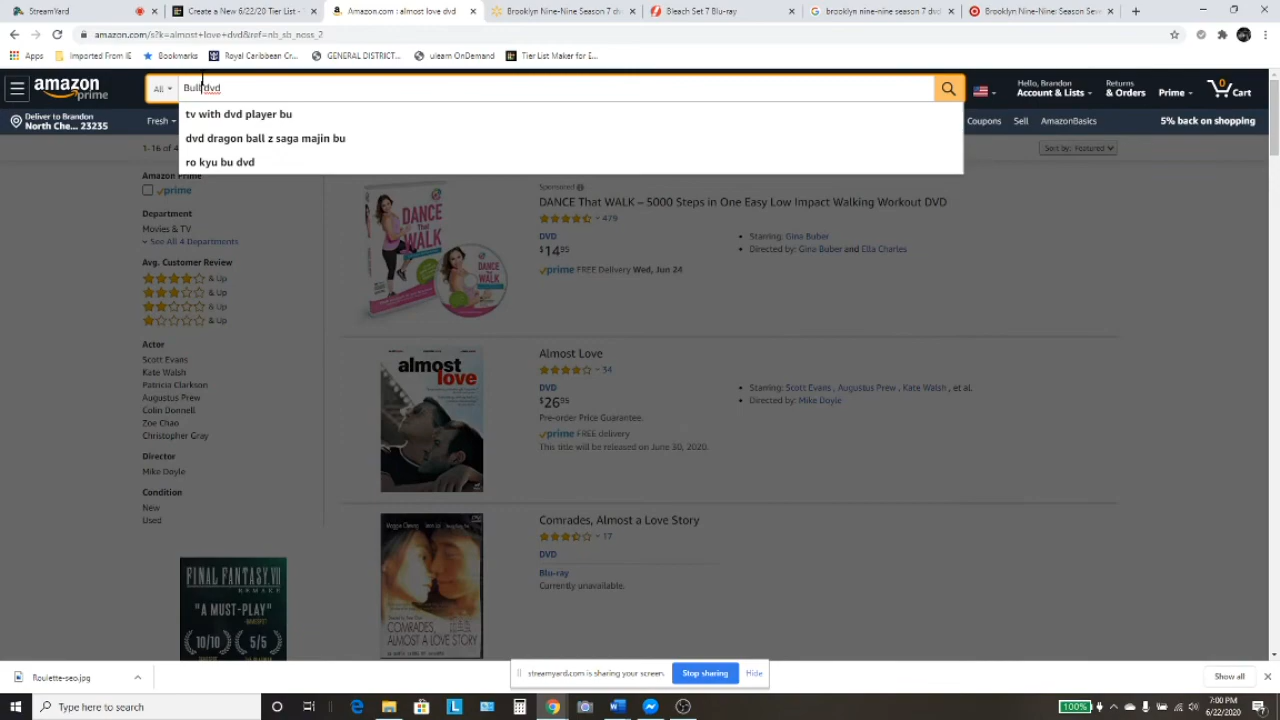 Streamyard
Create 6/22/20 Tier List -
Amazon.com: almost love dvd
Brooklyn Nine-Nine Season 7 dv
Bleach Set 7 Blu-ray
brooklyn nine-nine season 7 dvd
Brooklyn Nine-Nine Season Sev
amazon.com/s?k=almost+love+dvd&ref=nb_sb_noss_2
Apps
Imported From IE
Bookmarks
Royal Caribbean Cr...
GENERAL DISTRICT...
ulearn OnDemand
Tier List Maker for E...
amazon
prime
All
Bull dvd
Hello, Brandon
Account & Lists
Returns
& Orders
Prime
0
Cart
Deliver to Brandon
North Che... 23235
Fresh
tv with dvd player bu
dvd dragon ball z saga majin bu
ro kyu bu dvd
Coupons
Sell
AmazonBasics
5% back on shopping
1-16 of 4
Sort by: Featured
Amazon Prime
prime
Department
Movies & TV
See All 4 Departments
Avg. Customer Review
& Up
& Up
& Up
& Up
Actor
Scott Evans
Kate Walsh
Patricia Clarkson
Augustus Prew
Colin Donnell
Zoe Chao
Christopher Gray
Director
Mike Doyle
Condition
New
Used
FINAL FANTASY VII
REMAKE
"A MUST-PLAY"
10/10
5/5
DANCE
That
WALK
DANCE
That
WALK
Sponsored
DANCE That WALK – 5000 Steps in One Easy Low Impact Walking Workout DVD
479
DVD
$14 95
prime FREE Delivery Wed, Jun 24
Starring: Gina Buber
Directed by: Gina Buber and Ella Charles
almost
love
Almost Love
34
DVD
$26 95
Pre-order Price Guarantee.
prime FREE delivery
This title will be released on June 30, 2020.
Starring: Scott Evans , Augustus Prew , Kate Walsh , et al.
Directed by: Mike Doyle
Maggie Cheung
Leon Lai
COMRADES,
ALMOST A LOVE STORY
Comrades, Almost a Love Story
17
DVD
Blu-ray
Currently unavailable.
Roulette-seo.jpg
streamyard.com is sharing your screen.
Stop sharing
Hide
Show all
Type here to search
100%
7:00 PM
6/22/2020